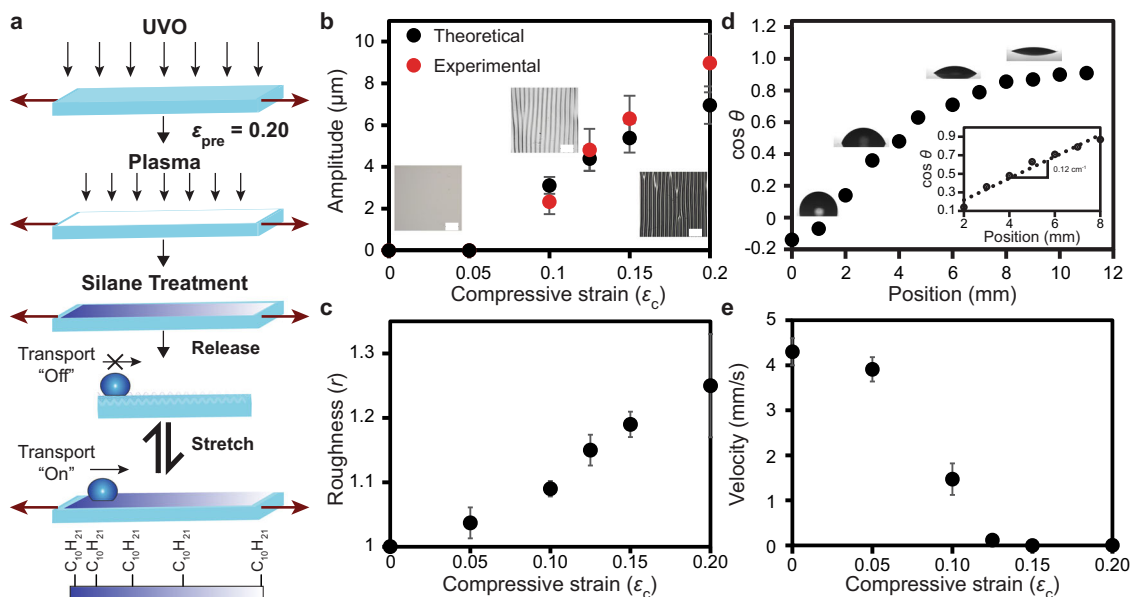 a
UVO
εpre = 0.20
Plasma
Silane Treatment
Release
Transport
"Off"
Stretch
Transport
"On"
C10H21
C10H21
C10H21
C10H21
C10H21
b
Theoretical
Experimental
Amplitude (µm)
10
8
6
4
2
0
0
0.05
0.10
0.15
0.2
Compressive strain (εc)
c
Roughness (r)
1.3
1.2
1.1
1
0
0.05
0.10
0.15
0.20
Compressive strain (εc)
d
cos θ
1.2
1.0
0.8
0.6
0.4
0.2
0
-0.2
0
2
4
6
8
10
12
Position (mm)
cos θ
0.9
0.7
0.5
0.3
0.1
0.12 cm-1
2
4
6
8
Position (mm)
e
Velocity (mm/s)
5
4
3
2
1
0
0
0.05
0.10
0.15
0.20
Compressive strain (εc)